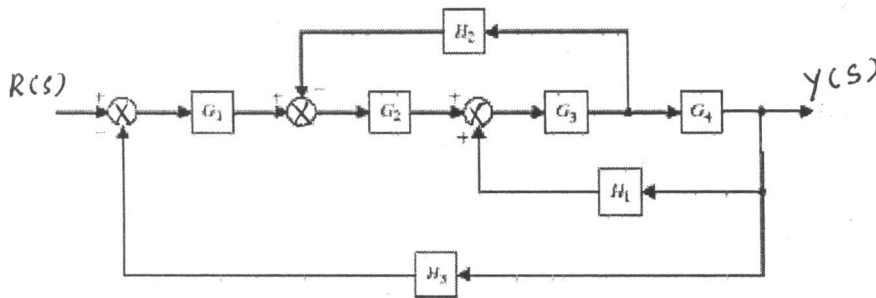 H₂
R(s)
Y(s)
+
−
G₁
+
−
G₂
+
+
G₃
G₄
H₁
H₃